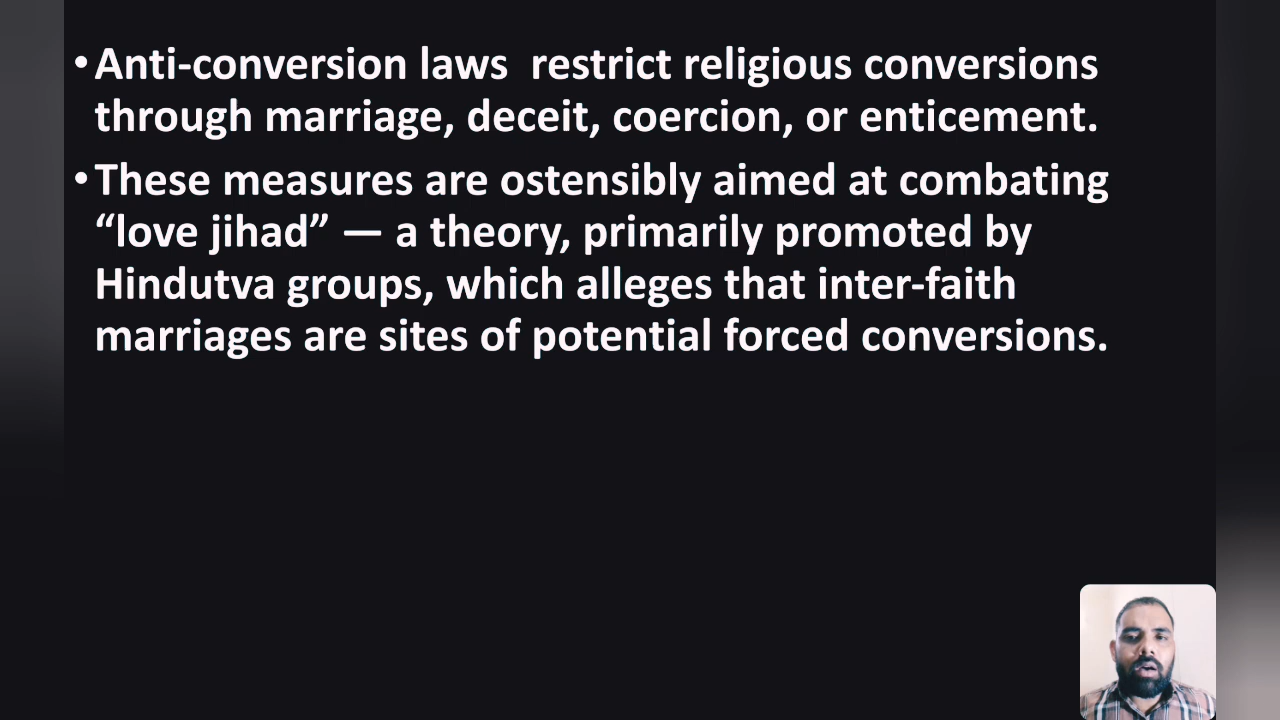 • Anti-conversion laws  restrict religious conversions
through marriage, deceit, coercion, or enticement.
• These measures are ostensibly aimed at combating
“love jihad” — a theory, primarily promoted by
Hindutva groups, which alleges that inter-faith
marriages are sites of potential forced conversions.